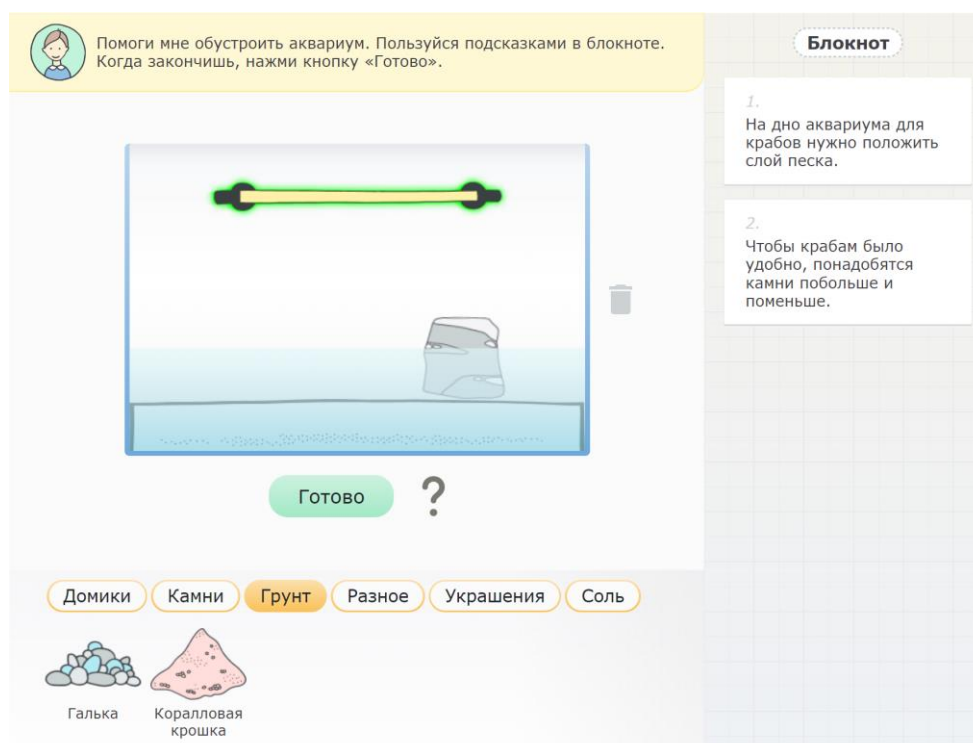 Помоги мне обустроить аквариум. Пользуйся подсказками в блокноте.
Когда закончишь, нажми кнопку «Готово».
Блокнот
1.
На дно аквариума для
крабов нужно положить
слой песка.
2.
Чтобы крабам было
удобно, понадобятся
камни побольше и
поменьше.
Готово
?
Домики
Камни
Грунт
Разное
Украшения
Соль
Галька
Коралловая
крошка